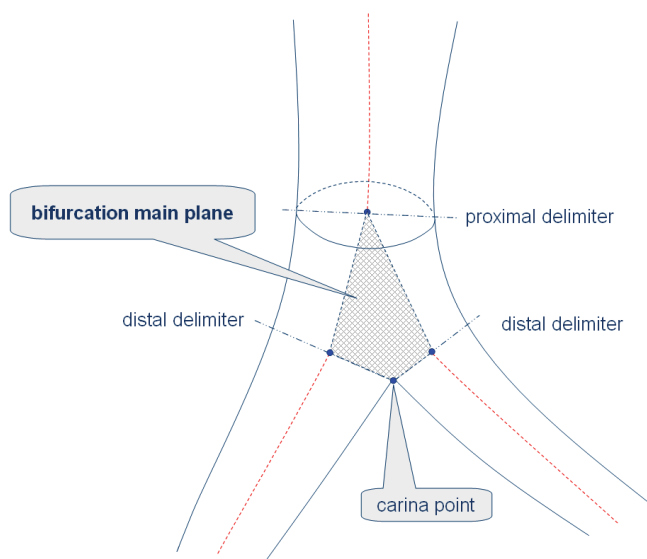 bifurcation main plane
proximal delimiter
distal delimiter
distal delimiter
carina point